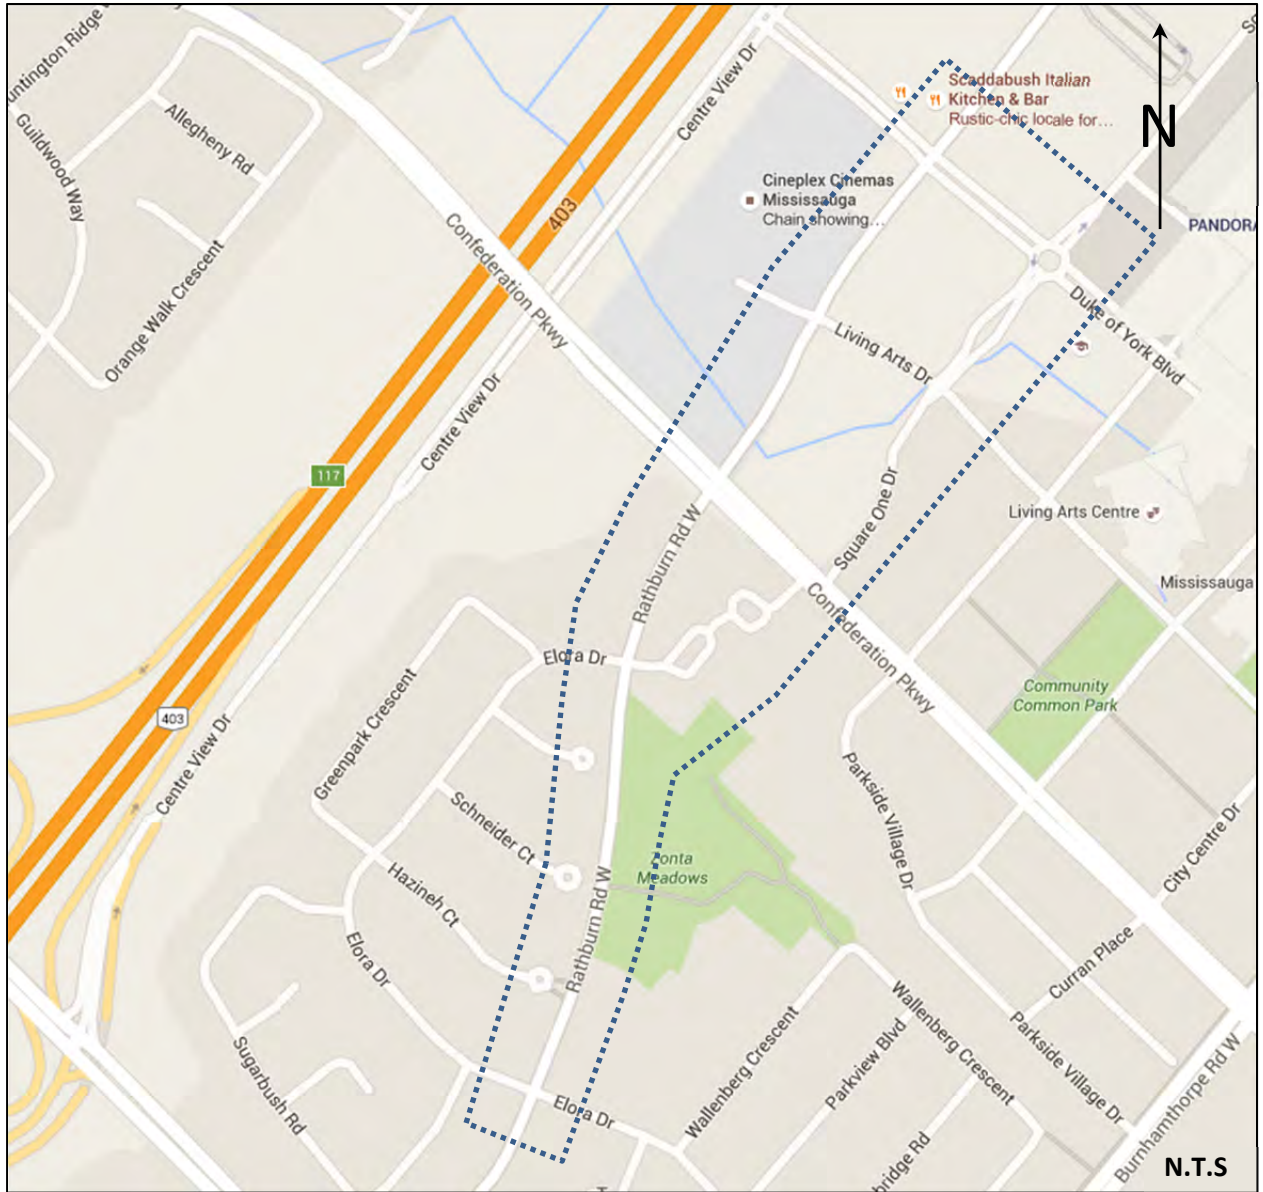 Huntington Ridge
Allegheny Rd
Guildwood Way
Orange Walk Crescent
Confederation Pkwy
403
Centre View Dr
Scaddabush Italian
Kitchen & Bar
Rustic-chic locale for...
N
Cineplex Cinemas
Mississauga
Chain showing...
PANDORA
Duke of York Blvd
Living Arts Dr
Centre View Dr
117
Square One Dr
Living Arts Centre
Rathburn Rd W
Mississauga
Confederation Pkwy
Elora Dr
Community
Common Park
Greenpark Crescent
403
Centre View Dr
Parkside Village Dr
Schneider Ct
Zonta
Meadows
City Centre Dr
Hazineh Ct
Rathburn Rd W
Elora Dr
Curran Place
Wallenberg Crescent
Wallenberg Crescent
Parkview Blvd
Parkside Village Dr
Sugarbush Rd
Elora Dr
Burnhamthorpe Rd W
bridge Rd
N.T.S